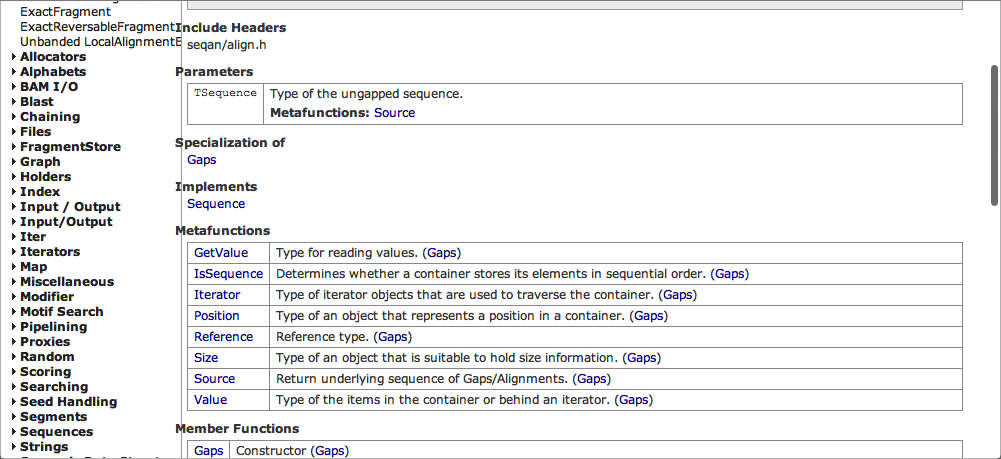 ExactFragment
ExactReversableFragment
Unbanded LocalAlignmentE
Allocators
Alphabets
BAM I/O
Blast
Chaining
Files
FragmentStore
Graph
Holders
Index
Input / Output
Input/Output
Iter
Iterators
Map
Miscellaneous
Modifier
Motif Search
Pipelining
Proxies
Random
Scoring
Searching
Seed Handling
Segments
Sequences
Strings
Include Headers
seqan/align.h
Parameters
TSequence Type of the ungapped sequence.
Metafunctions: Source
Specialization of
Gaps
Implements
Sequence
Metafunctions
GetValue Type for reading values. (Gaps)
IsSequence Determines whether a container stores its elements in sequential order. (Gaps)
Iterator Type of iterator objects that are used to traverse the container. (Gaps)
Position Type of an object that represents a position in a container. (Gaps)
Reference Reference type. (Gaps)
Size Type of an object that is suitable to hold size information. (Gaps)
Source Return underlying sequence of Gaps/Alignments. (Gaps)
Value Type of the items in the container or behind an iterator. (Gaps)
Member Functions
Gaps Constructor (Gaps)